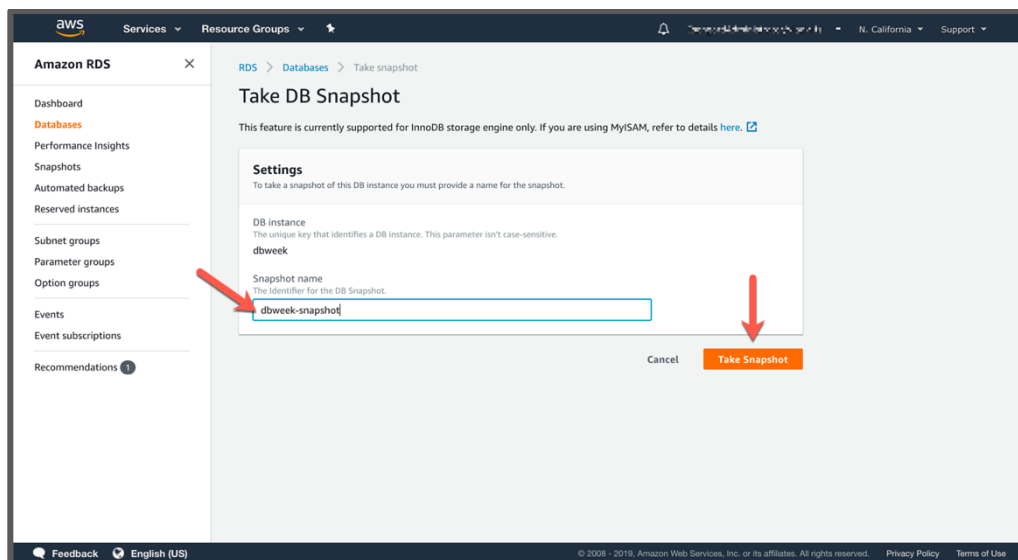 aws
Services
Resource Groups
N. California
Support
Amazon RDS
Dashboard
Databases
Performance Insights
Snapshots
Automated backups
Reserved instances
Subnet groups
Parameter groups
Option groups
Events
Event subscriptions
Recommendations 1
RDS > Databases > Take snapshot
Take DB Snapshot
This feature is currently supported for InnoDB storage engine only. If you are using MyISAM, refer to details here.
Settings
To take a snapshot of this DB instance you must provide a name for the snapshot.
DB instance
The unique key that identifies a DB instance. This parameter isn't case-sensitive.
dbweek
Snapshot name
The Identifier for the DB Snapshot.
dbweek-snapshot
Cancel
Take Snapshot
Feedback
English (US)
© 2008 - 2019, Amazon Web Services, Inc. or its affiliates. All rights reserved.
Privacy Policy
Terms of Use